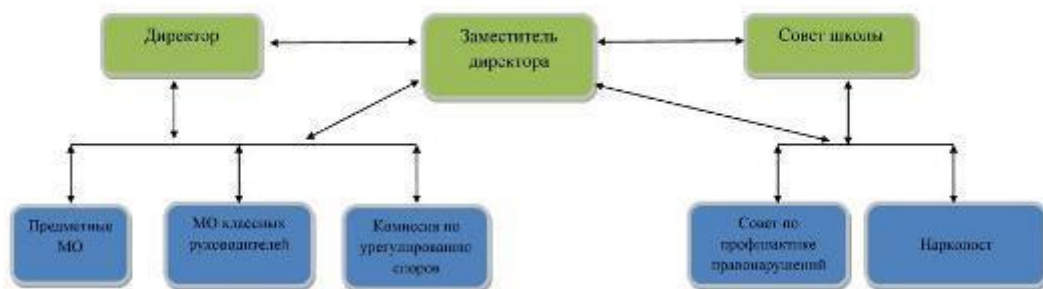 Директор
Заместитель
директора
Совет школы
Предметные
МО
МО классных
руководителей
Комиссия по
урегулированию
споров
Совет по
профилактике
правонарушений
Наркопост